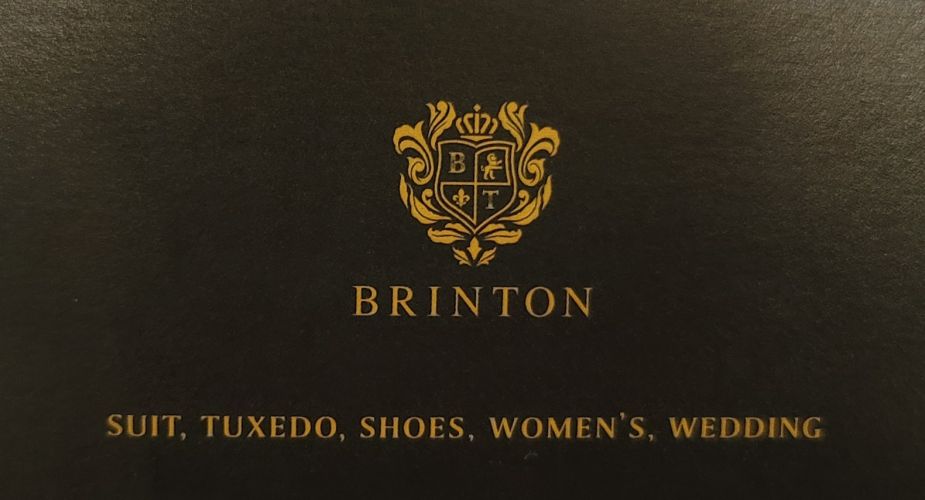 B
T
BRINTON
SUIT, TUXEDO, SHOES, WOMEN'S, WEDDING